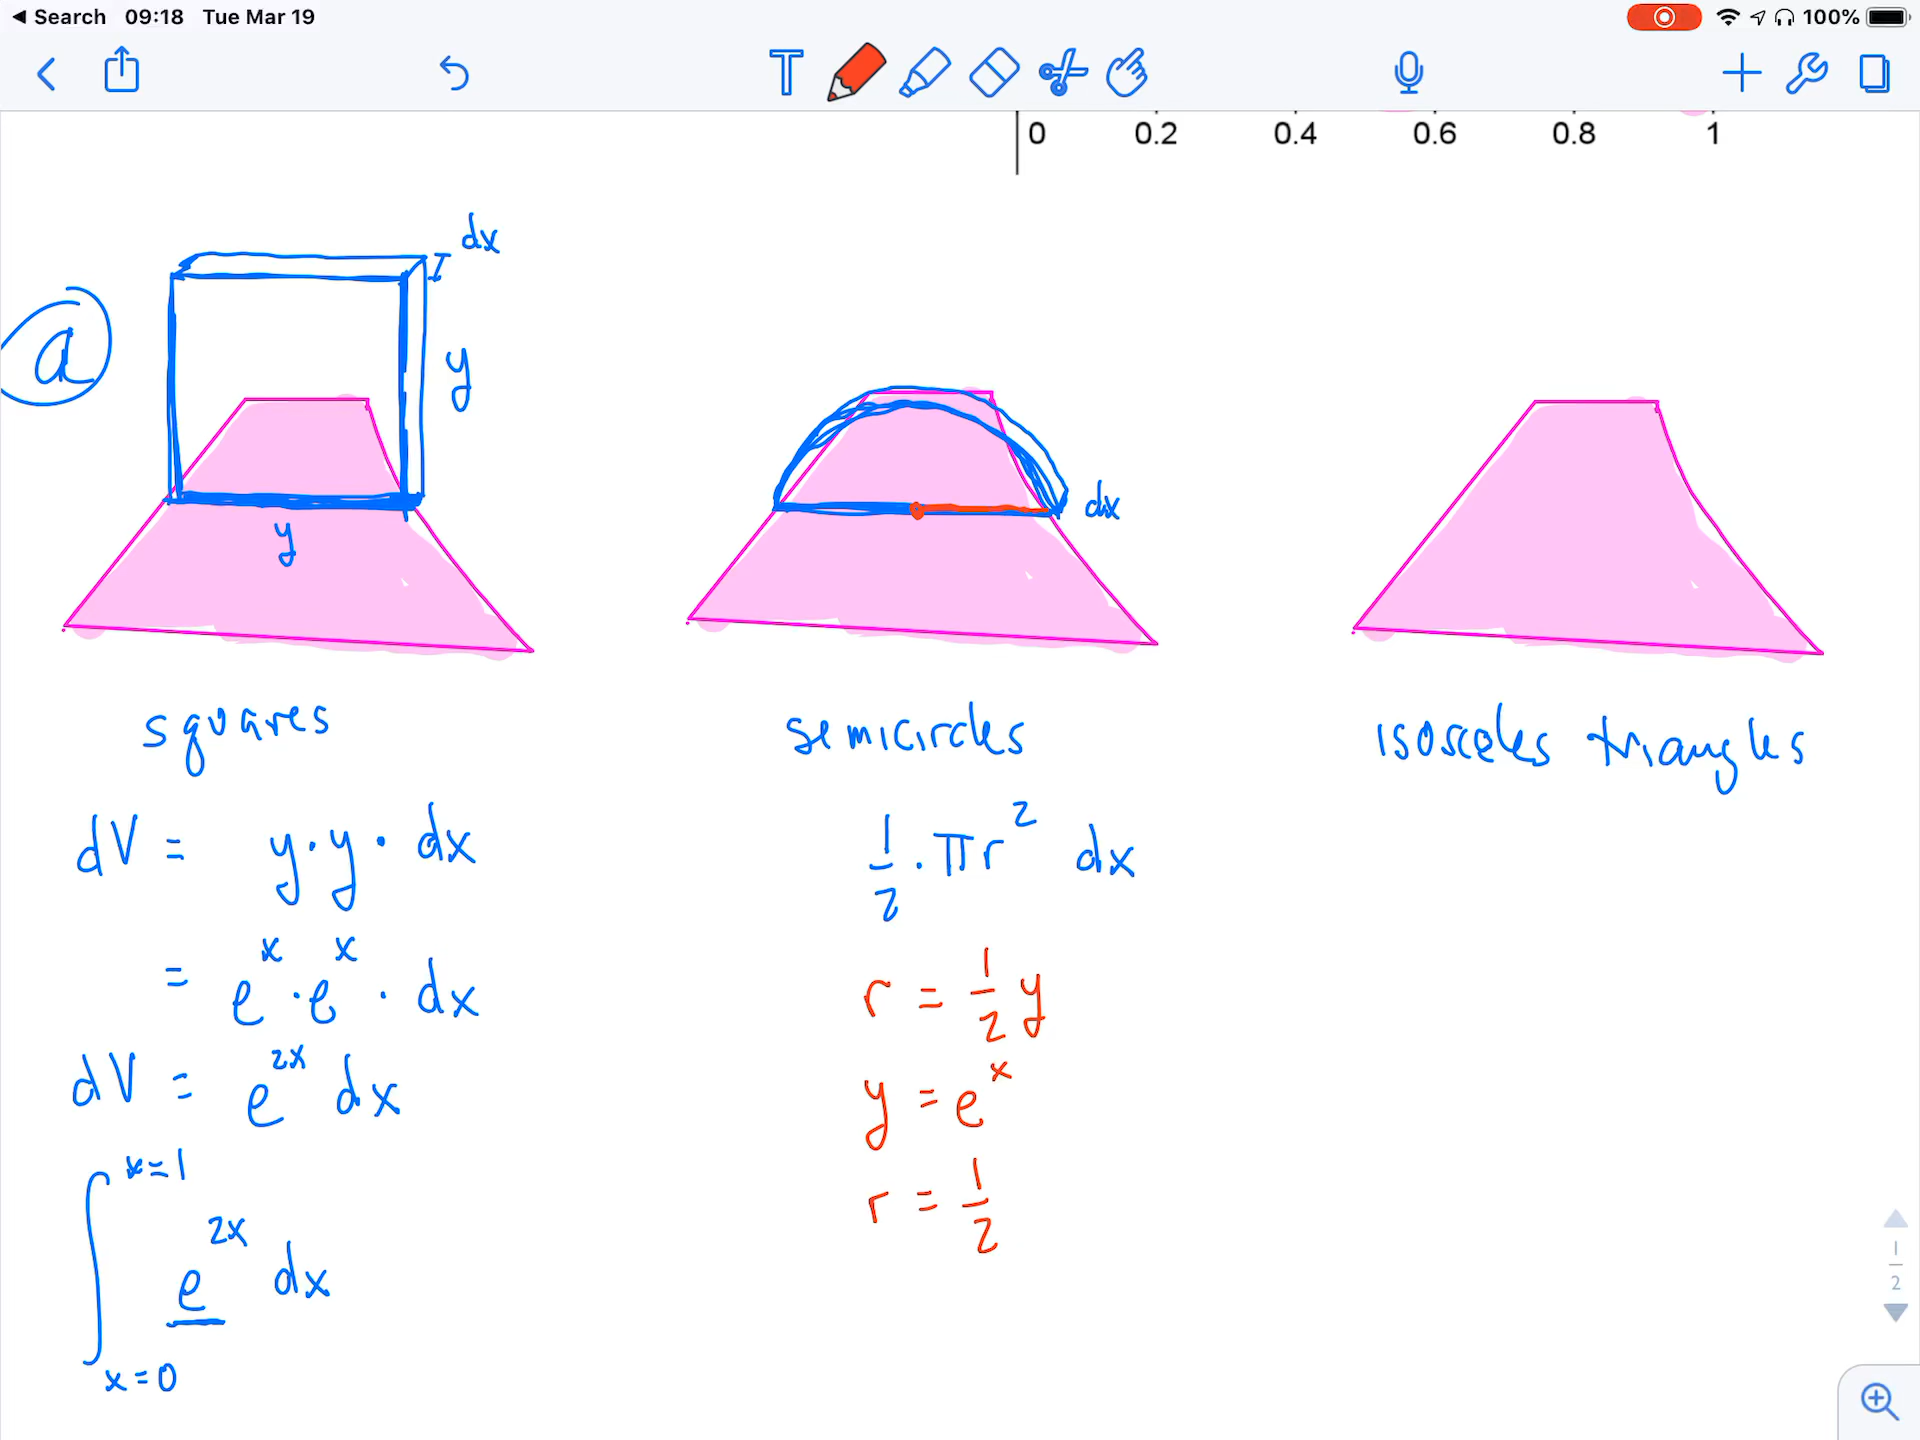 Search 09:18 Tue Mar 19 100%
T
0 0.2 0.4 0.6 0.8 1
dx
a
y
y
dx
squares
semicircles
isosceles triangles
dV = y · y · dx
= e^x · e^x · dx
dV = e^{2x} dx
∫_{x=0}^{x=1} e^{2x} dx
1/2 · πr^2 dx
r = 1/2 y
y = e^x
r = 1/2
1
2